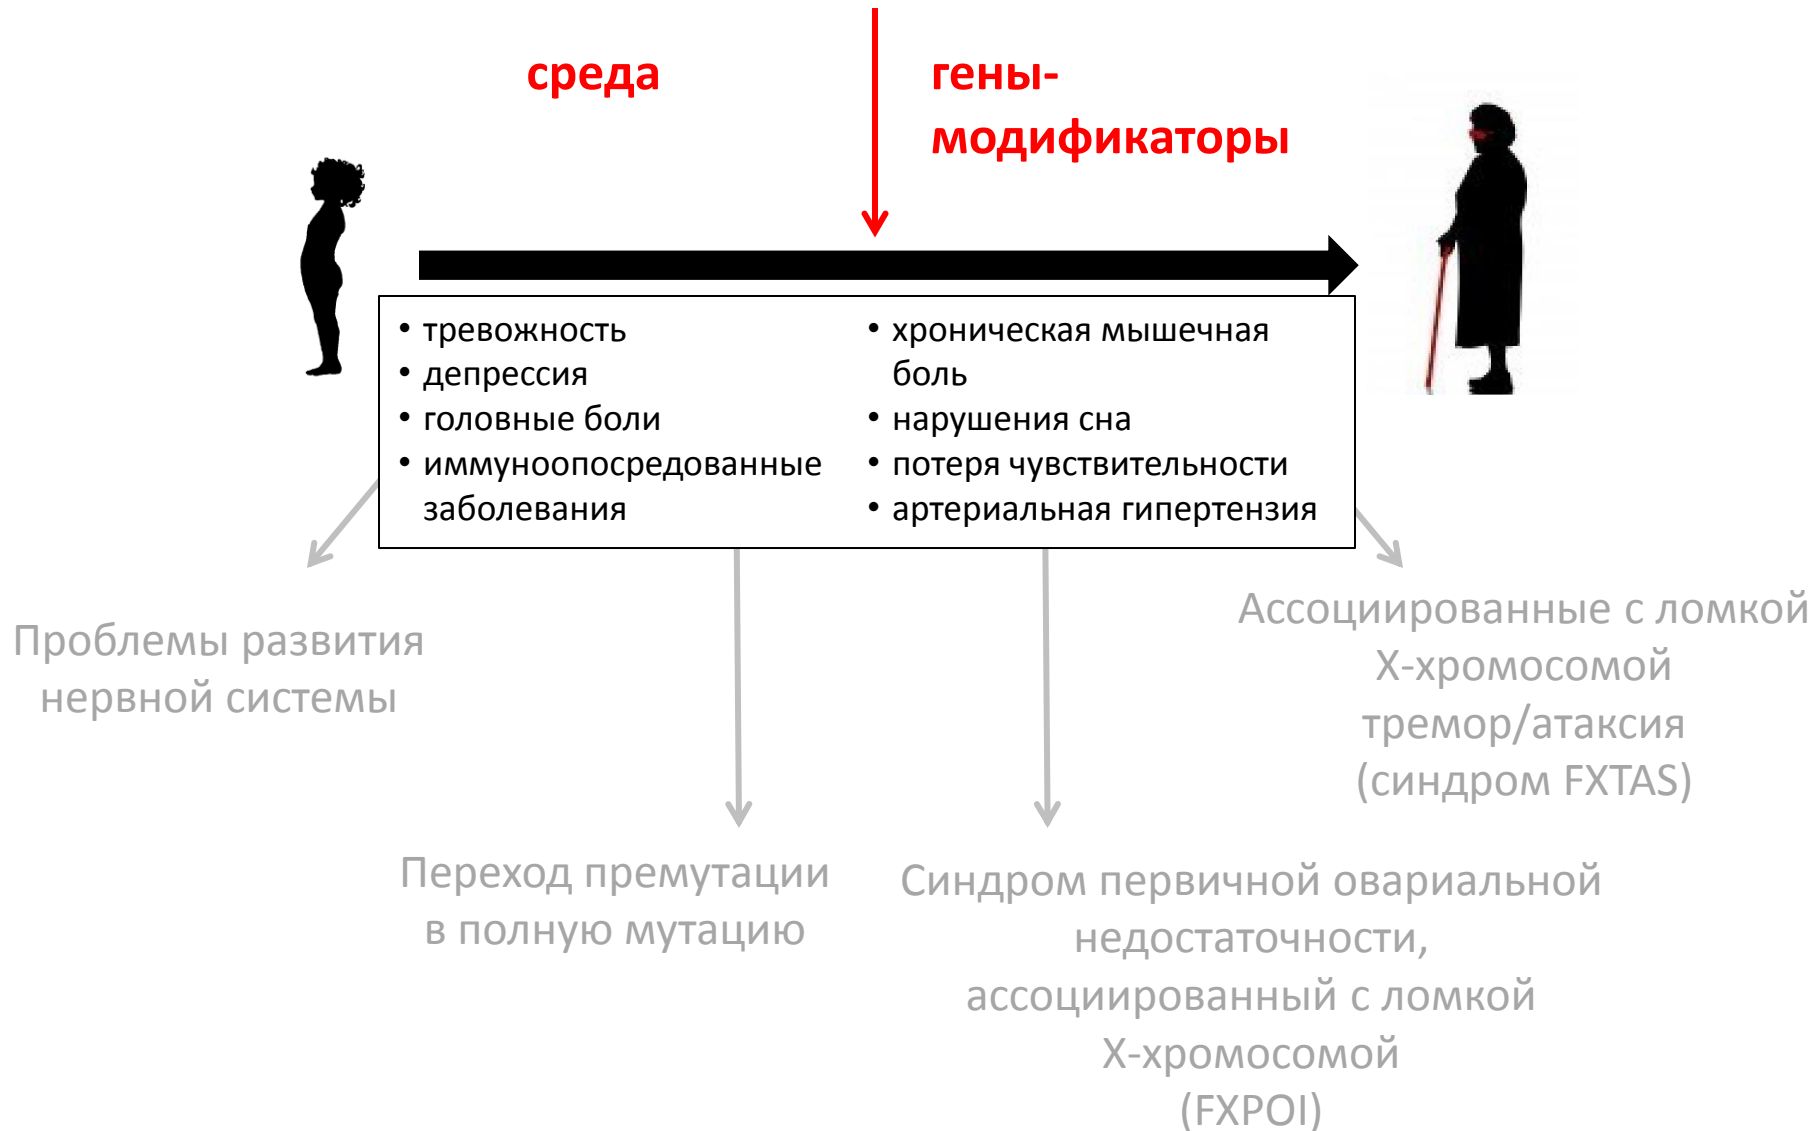 среда
гены-
модификаторы
• тревожность
• депрессия
• головные боли
• иммуноопосредованные
заболевания
• хроническая мышечная
боль
• нарушения сна
• потеря чувствительности
• артериальная гипертензия
Проблемы развития
нервной системы
Переход премутации
в полную мутацию
Синдром первичной овариальной
недостаточности,
ассоциированный с ломкой
Х-хромосомой
(FXPOI)
Ассоциированные с ломкой
Х-хромосомой
тремор/атаксия
(синдром FXTAS)